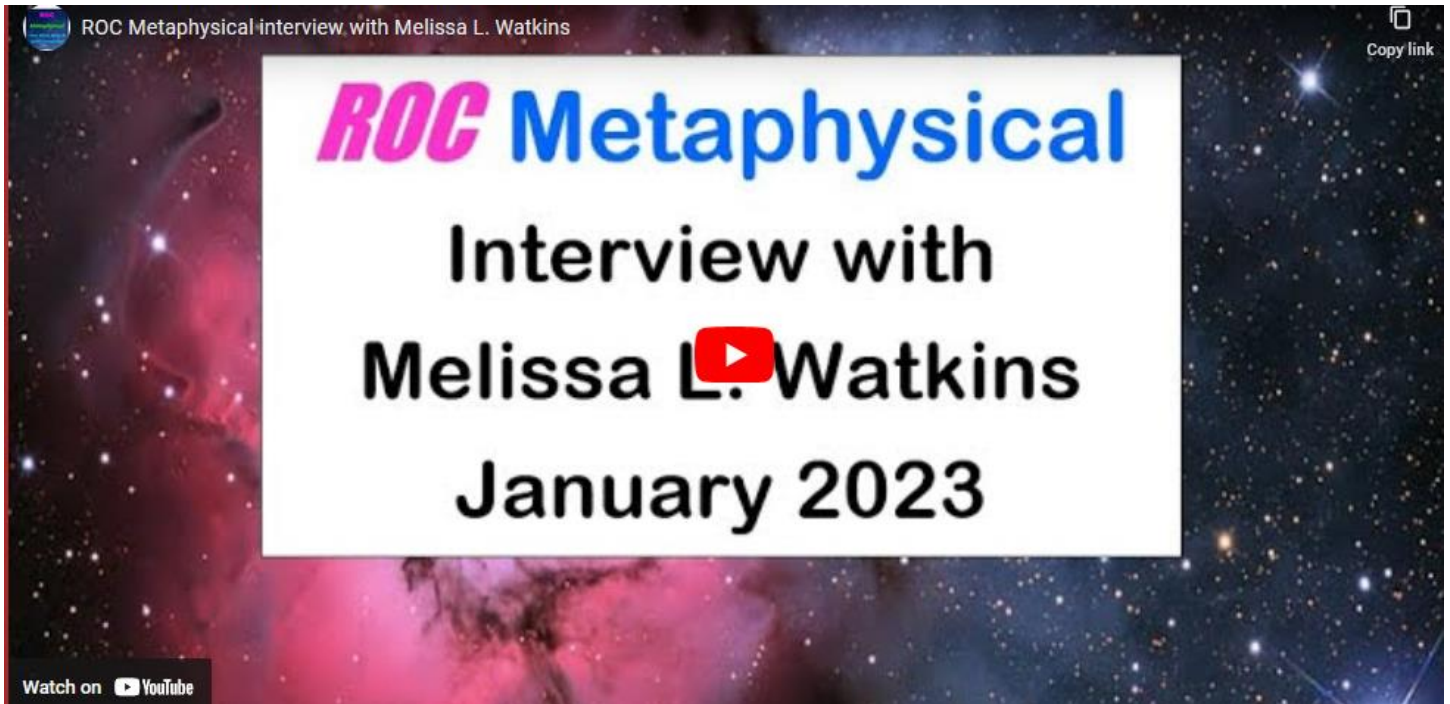 ROC Metaphysical interview with Melissa L. Watkins
Copy link
ROC Metaphysical
Interview with
Melissa L. Watkins
January 2023
Watch on YouTube